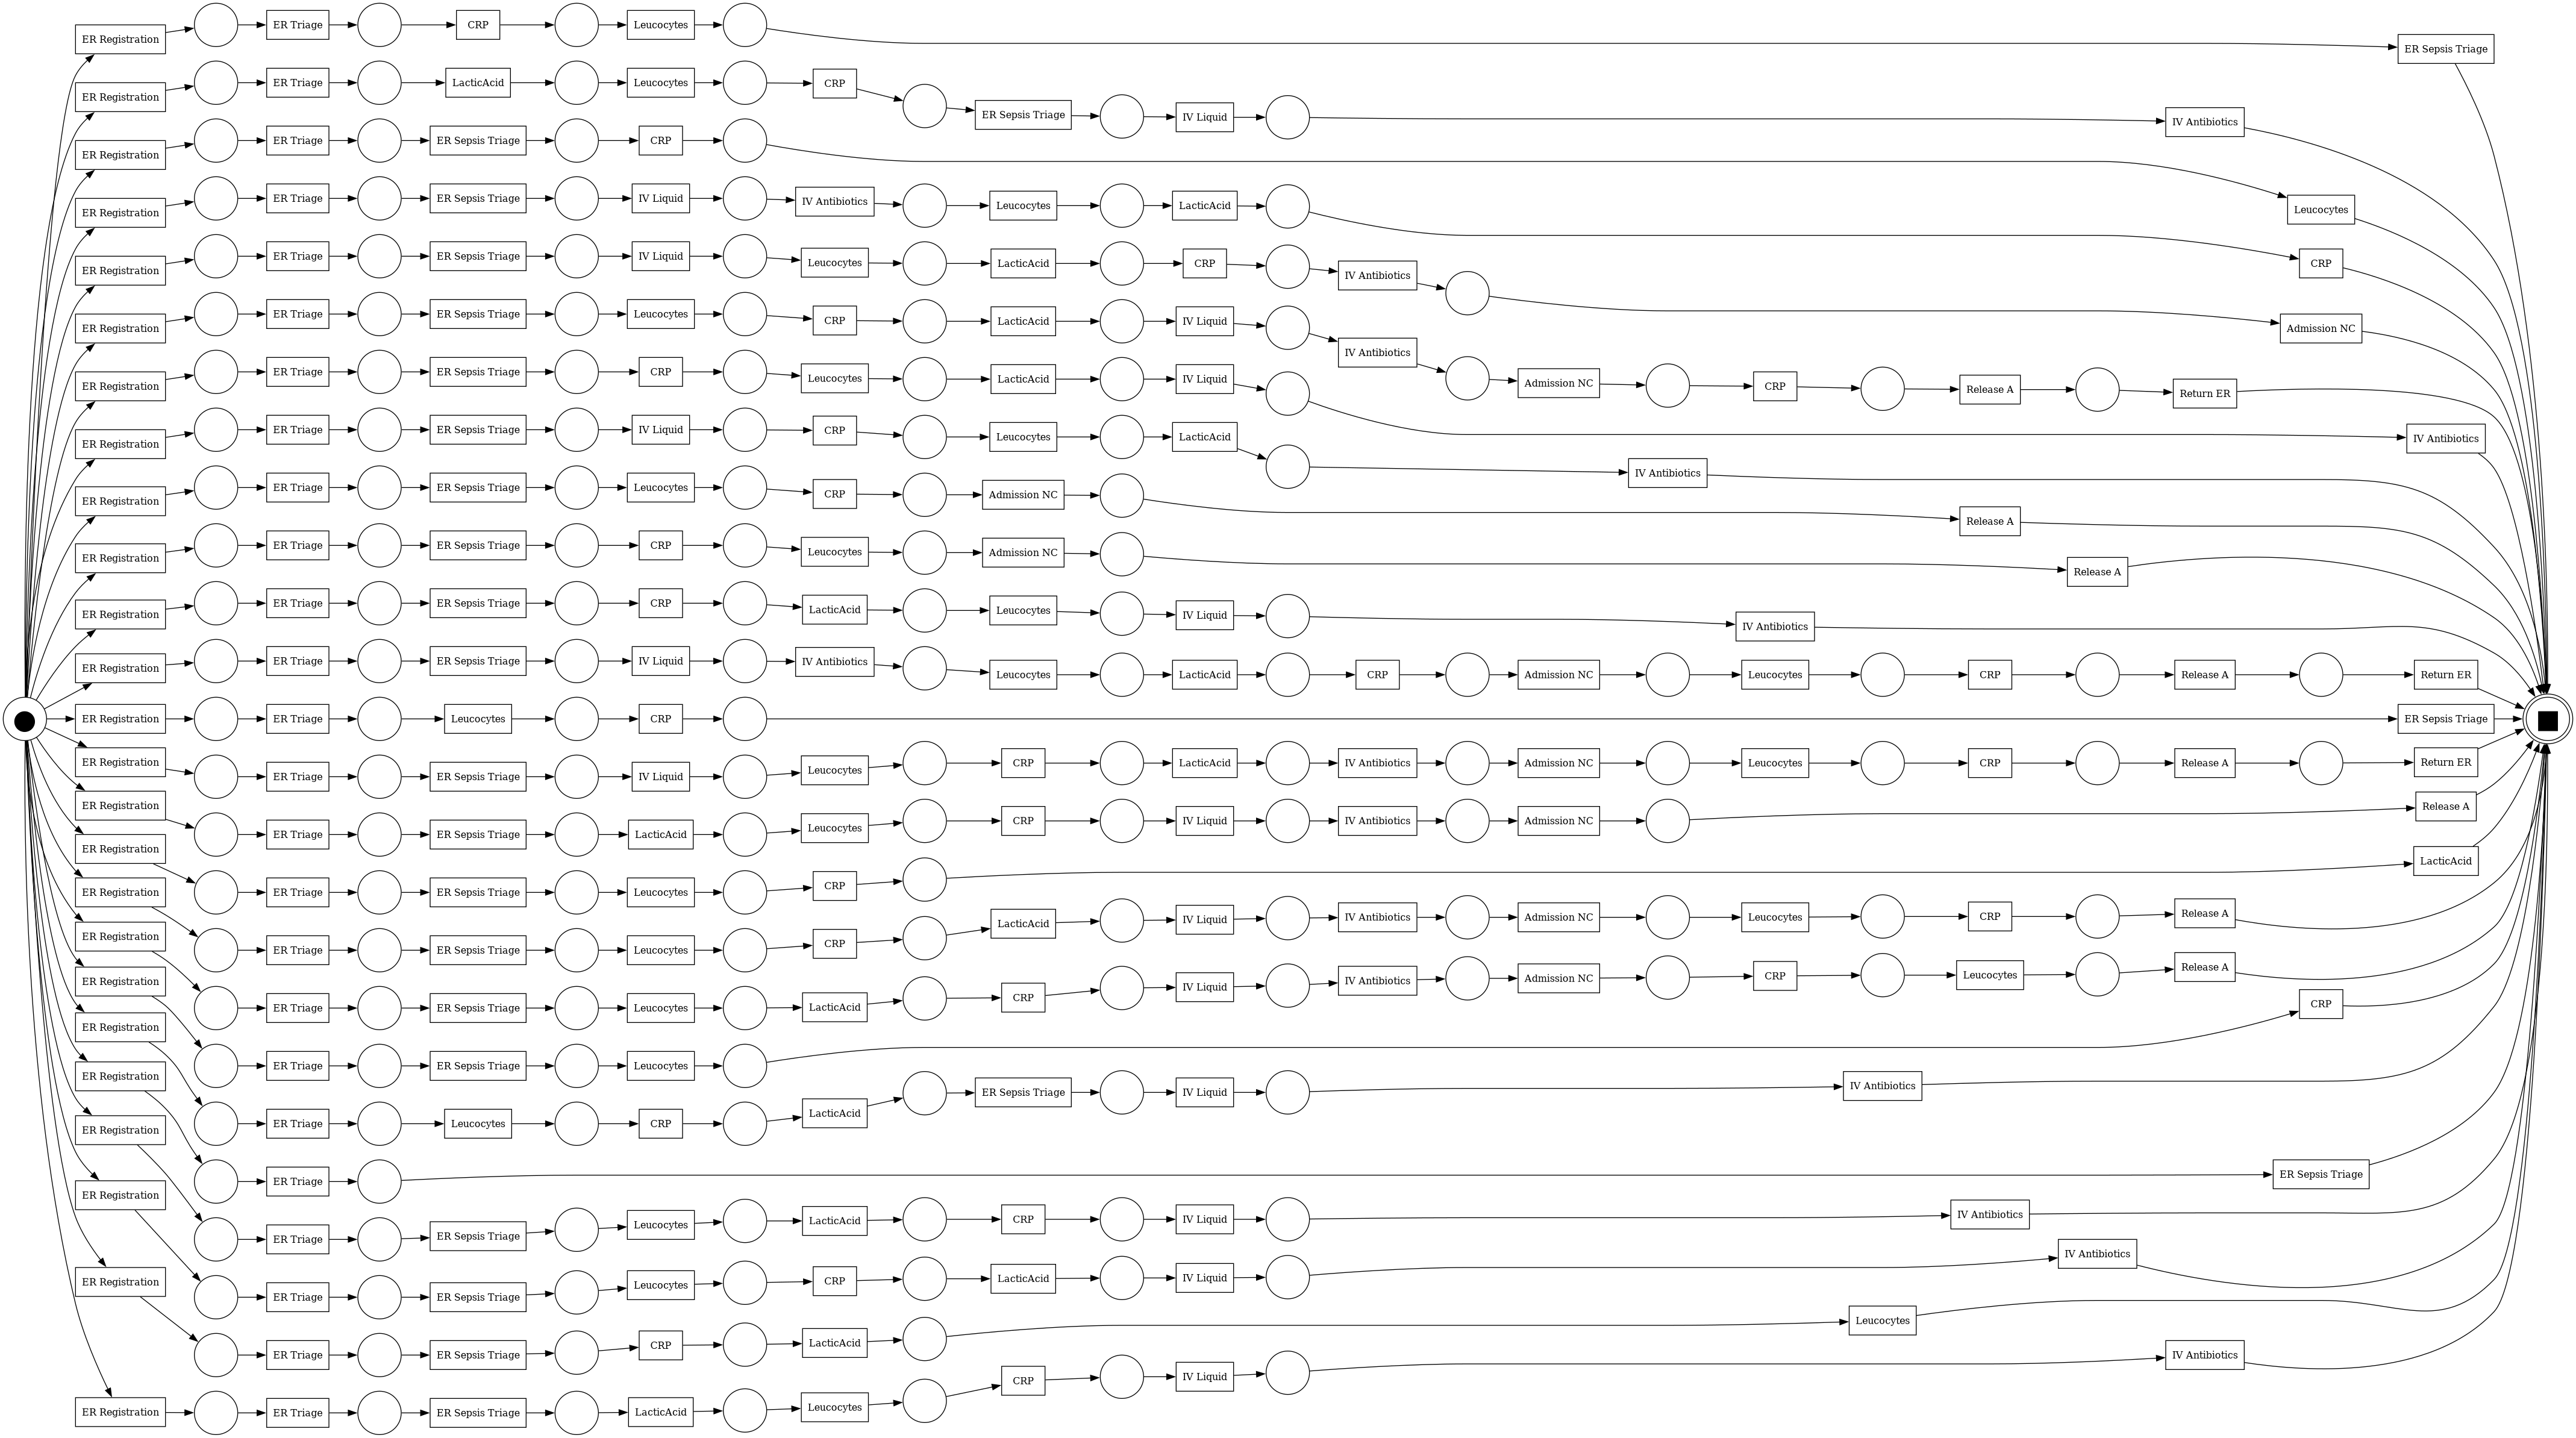 ER Registration ER Triage CRP Leucocytes ER Sepsis Triage
ER Registration ER Triage LacticAcid Leucocytes CRP ER Sepsis Triage IV Liquid IV Antibiotics
ER Registration ER Triage ER Sepsis Triage CRP Leucocytes
ER Registration ER Triage ER Sepsis Triage IV Liquid IV Antibiotics Leucocytes LacticAcid CRP
ER Registration ER Triage ER Sepsis Triage IV Liquid Leucocytes LacticAcid CRP IV Antibiotics Admission NC
ER Registration ER Triage ER Sepsis Triage Leucocytes CRP LacticAcid IV Liquid IV Antibiotics Admission NC CRP Release A Return ER
ER Registration ER Triage ER Sepsis Triage CRP Leucocytes LacticAcid IV Liquid IV Antibiotics
ER Registration ER Triage ER Sepsis Triage IV Liquid CRP Leucocytes LacticAcid IV Antibiotics
ER Registration ER Triage ER Sepsis Triage Leucocytes CRP Admission NC Release A
ER Registration ER Triage ER Sepsis Triage CRP Leucocytes Admission NC Release A
ER Registration ER Triage ER Sepsis Triage CRP LacticAcid Leucocytes IV Liquid IV Antibiotics
ER Registration ER Triage ER Sepsis Triage IV Liquid IV Antibiotics Leucocytes LacticAcid CRP Admission NC Leucocytes CRP Release A Return ER
ER Registration ER Triage Leucocytes CRP ER Sepsis Triage
ER Registration ER Triage ER Sepsis Triage IV Liquid Leucocytes CRP LacticAcid IV Antibiotics Admission NC Leucocytes CRP Release A Return ER
ER Registration ER Triage ER Sepsis Triage LacticAcid Leucocytes CRP IV Liquid IV Antibiotics Admission NC Release A
ER Registration ER Triage ER Sepsis Triage Leucocytes CRP LacticAcid
ER Registration ER Triage ER Sepsis Triage Leucocytes CRP LacticAcid IV Liquid IV Antibiotics Admission NC Leucocytes CRP Release A
ER Registration ER Triage ER Sepsis Triage Leucocytes LacticAcid CRP IV Liquid IV Antibiotics Admission NC CRP Leucocytes Release A
ER Registration ER Triage ER Sepsis Triage Leucocytes CRP
ER Registration ER Triage Leucocytes CRP LacticAcid ER Sepsis Triage IV Liquid IV Antibiotics
ER Registration ER Triage ER Sepsis Triage
ER Registration ER Triage ER Sepsis Triage Leucocytes LacticAcid CRP IV Liquid IV Antibiotics
ER Registration ER Triage ER Sepsis Triage Leucocytes CRP LacticAcid IV Liquid IV Antibiotics
ER Registration ER Triage ER Sepsis Triage CRP LacticAcid Leucocytes
ER Registration ER Triage ER Sepsis Triage LacticAcid Leucocytes CRP IV Liquid IV Antibiotics